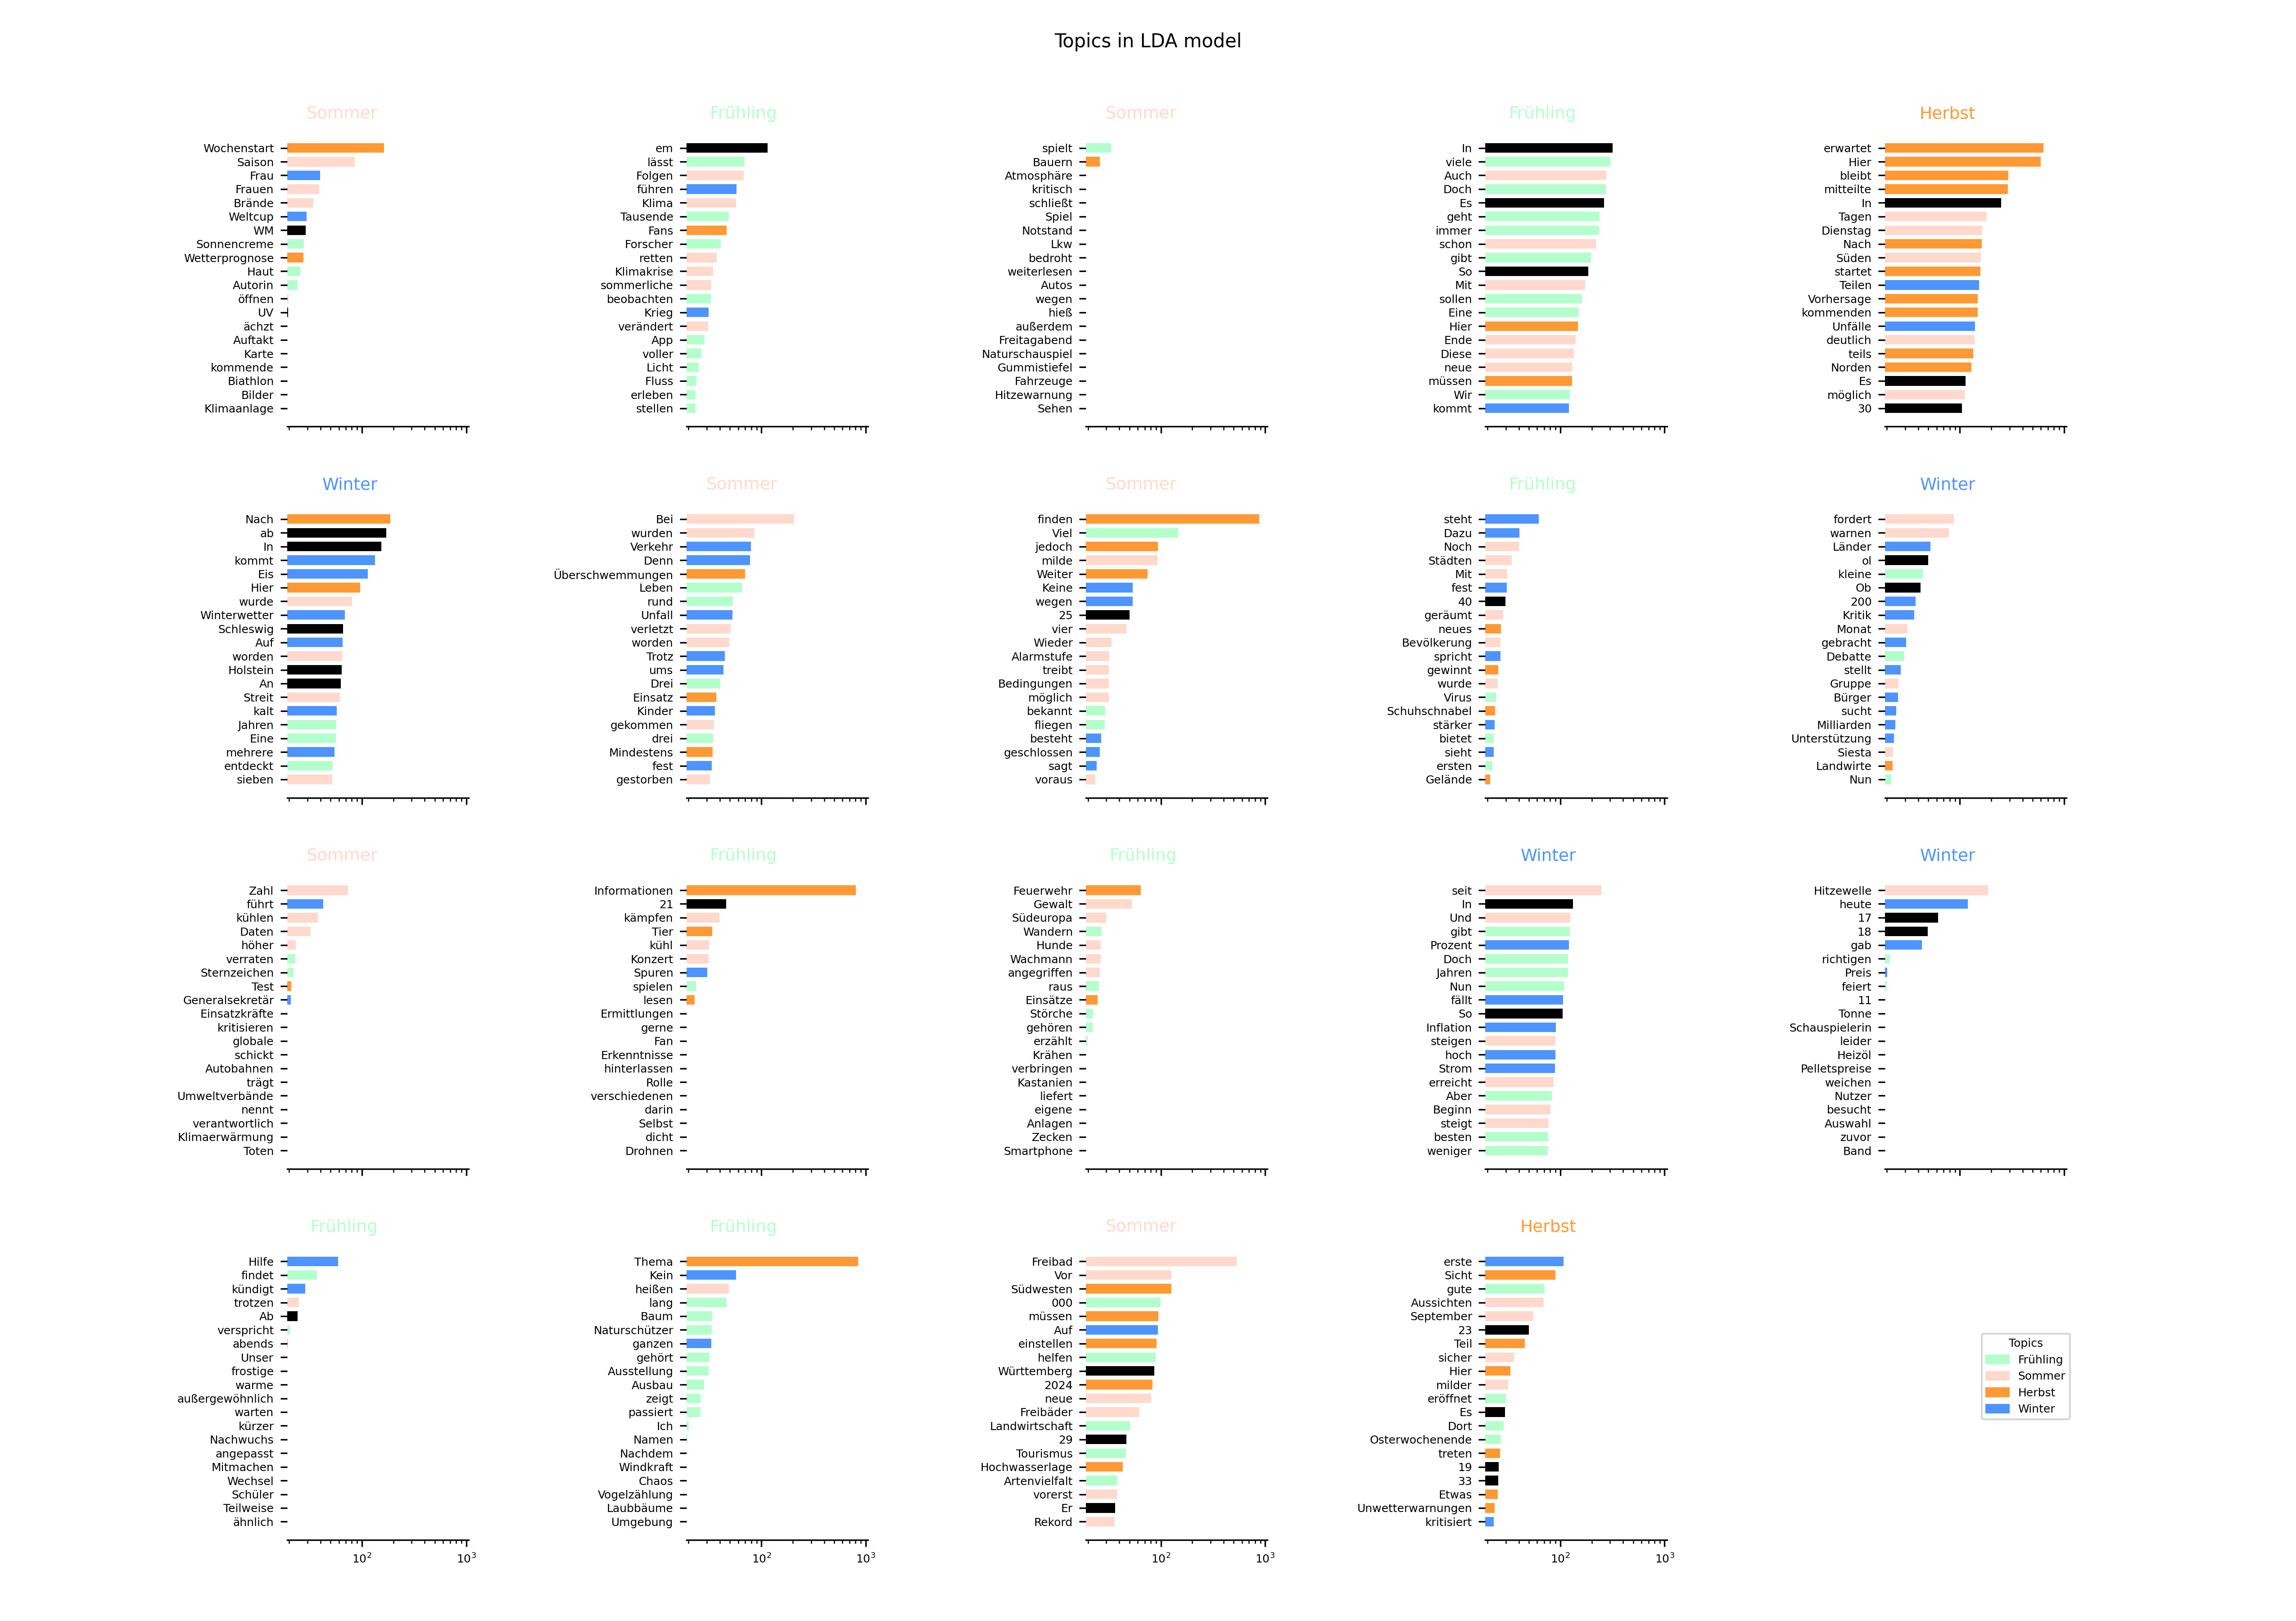 Topics in LDA model
Sommer
Wochenstart
Saison
Frau
Frauen
Brände
Weltcup
WM
Sonnencreme
Wetterprognose
Haut
Autorin
öffnen
UV
ächzt
Auftakt
Karte
kommende
Biathlon
Bilder
Klimaanlage
Frühling
em
lässt
Folgen
führen
Klima
Tausende
Fans
Forscher
retten
Klimakrise
sommerliche
beobachten
Krieg
verändert
App
voller
Licht
Fluss
erleben
stellen
Sommer
spielt
Bauern
Atmosphäre
kritisch
schließt
Spiel
Notstand
Lkw
bedroht
weiterlesen
Autos
wegen
hieß
außerdem
Freitagabend
Naturschauspiel
Gummistiefel
Fahrzeuge
Hitzewarnung
Sehen
Frühling
In
viele
Auch
Doch
Es
geht
immer
schon
gibt
So
Mit
sollen
Eine
Hier
Ende
Diese
neue
müssen
Wir
kommt
Herbst
erwartet
Hier
bleibt
mitteilte
In
Tagen
Dienstag
Nach
Süden
startet
Teilen
Vorhersage
kommenden
Unfälle
deutlich
teils
Norden
Es
möglich
30
Winter
Nach
ab
In
kommt
Eis
Hier
wurde
Winterwetter
Schleswig
Auf
worden
Holstein
An
Streit
kalt
Jahren
Eine
mehrere
entdeckt
sieben
Sommer
Bei
wurden
Verkehr
Denn
Überschwemmungen
Leben
rund
Unfall
verletzt
worden
Trotz
ums
Drei
Einsatz
Kinder
gekommen
drei
Mindestens
fest
gestorben
Sommer
finden
Viel
jedoch
milde
Weiter
Keine
wegen
25
vier
Wieder
Alarmstufe
treibt
Bedingungen
möglich
bekannt
fliegen
besteht
geschlossen
sagt
voraus
Frühling
steht
Dazu
Noch
Städten
Mit
fest
40
geräumt
neues
Bevölkerung
spricht
gewinnt
wurde
Virus
Schuhschnabel
stärker
bietet
sieht
ersten
Gelände
Winter
fordert
warnen
Länder
ol
kleine
Ob
200
Kritik
Monat
gebracht
Debatte
stellt
Gruppe
Bürger
sucht
Milliarden
Unterstützung
Siesta
Landwirte
Nun
Sommer
Zahl
führt
kühlen
Daten
höher
verraten
Sternzeichen
Test
Generalsekretär
Einsatzkräfte
kritisieren
globale
schickt
Autobahnen
trägt
Umweltverbände
nennt
verantwortlich
Klimaerwärmung
Toten
Frühling
Informationen
21
kämpfen
Tier
kühl
Konzert
Spuren
spielen
lesen
Ermittlungen
gerne
Fan
Erkenntnisse
hinterlassen
Rolle
verschiedenen
darin
Selbst
dicht
Drohnen
Frühling
Feuerwehr
Gewalt
Südeuropa
Wandern
Hunde
Wachmann
angegriffen
raus
Einsätze
Störche
gehören
erzählt
Krähen
verbringen
Kastanien
liefert
eigene
Anlagen
Zecken
Smartphone
Winter
seit
In
Und
gibt
Prozent
Doch
Jahren
Nun
fällt
So
Inflation
steigen
hoch
Strom
erreicht
Aber
Beginn
steigt
besten
weniger
Winter
Hitzewelle
heute
17
18
gab
richtigen
Preis
feiert
11
Tonne
Schauspielerin
leider
Heizöl
Pelletspreise
weichen
Nutzer
besucht
Auswahl
zuvor
Band
Frühling
Hilfe
findet
kündigt
trotzen
Ab
verspricht
abends
Unser
frostige
warme
außergewöhnlich
warten
kürzer
Nachwuchs
angepasst
Mitmachen
Wechsel
Schüler
Teilweise
ähnlich
10² 10³
Frühling
Thema
Kein
heißen
lang
Baum
Naturschützer
ganzen
gehört
Ausstellung
Ausbau
zeigt
passiert
Ich
Namen
Nachdem
Windkraft
Chaos
Vogelzählung
Laubbäume
Umgebung
10² 10³
Sommer
Freibad
Vor
Südwesten
000
müssen
Auf
einstellen
helfen
Württemberg
2024
neue
Freibäder
Landwirtschaft
29
Tourismus
Hochwasserlage
Artenvielfalt
vorerst
Er
Rekord
10² 10³
Herbst
erste
Sicht
gute
Aussichten
September
23
Teil
sicher
Hier
milder
eröffnet
Es
Dort
Osterwochenende
treten
19
33
Etwas
Unwetterwarnungen
kritisiert
10² 10³
Topics
Frühling
Sommer
Herbst
Winter